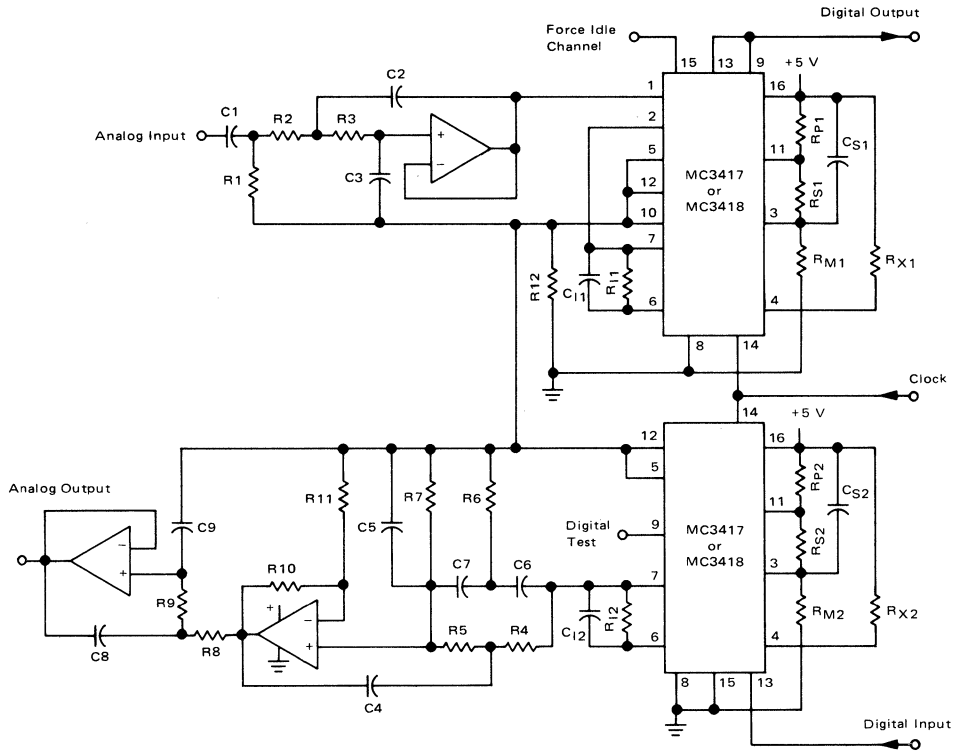 Digital Output
Force Idle
Channel
15
13
9
+5 V
C2
1
16
C1
R2
R3
2
RP1
CS1
Analog Input
+
−
5
11
MC3417
or
MC3418
R1
C3
12
RS1
10
3
7
RM1
RX1
R12
CI1
RI1
6
4
8
14
Clock
14
+5 V
12
16
5
RP2
CS2
Analog Output
R11
R7
R6
C5
C9
11
Digital
Test
9
MC3417
or
MC3418
RS2
−
+
C7
C6
7
3
R10
R9
+
−
+
CI2
RI2
RM2
RX2
R8
R5
R4
6
4
C8
C4
8
15
13
Digital Input